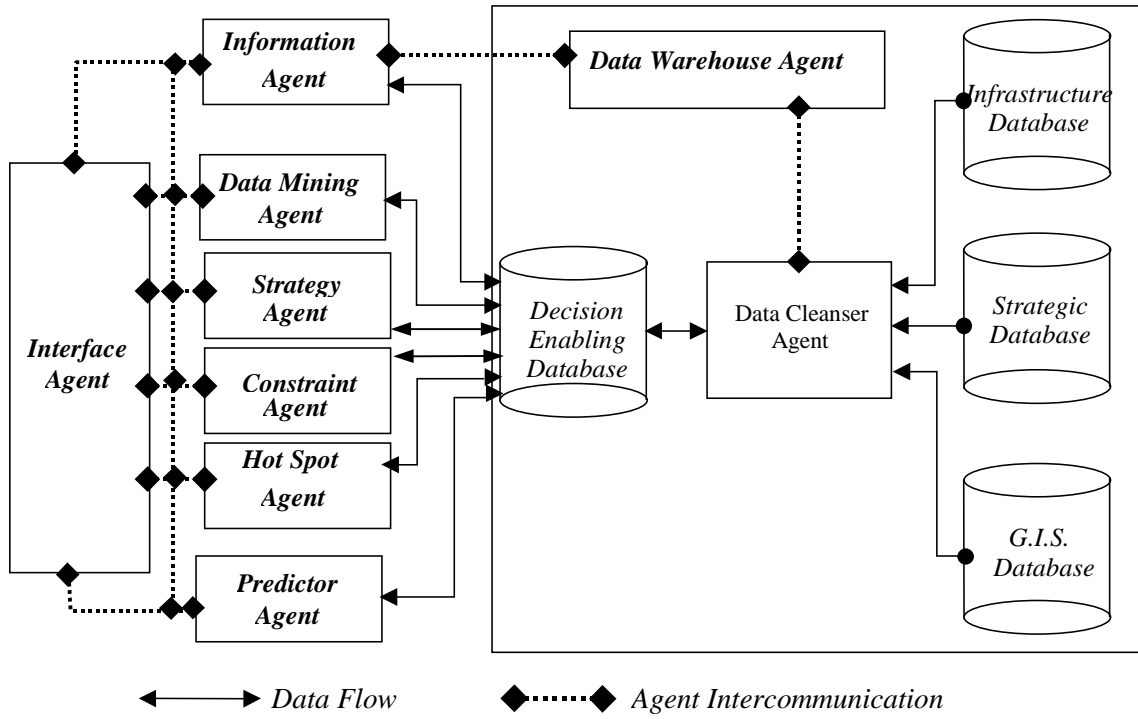 Information
Agent
Data Warehouse Agent
Infrastructure
Database
Data Mining
Agent
Strategy
Agent
Decision
Enabling
Database
Data Cleanser
Agent
Strategic
Database
Interface
Agent
Constraint
Agent
Hot Spot
Agent
G.I.S.
Database
Predictor
Agent
Data Flow
Agent Intercommunication